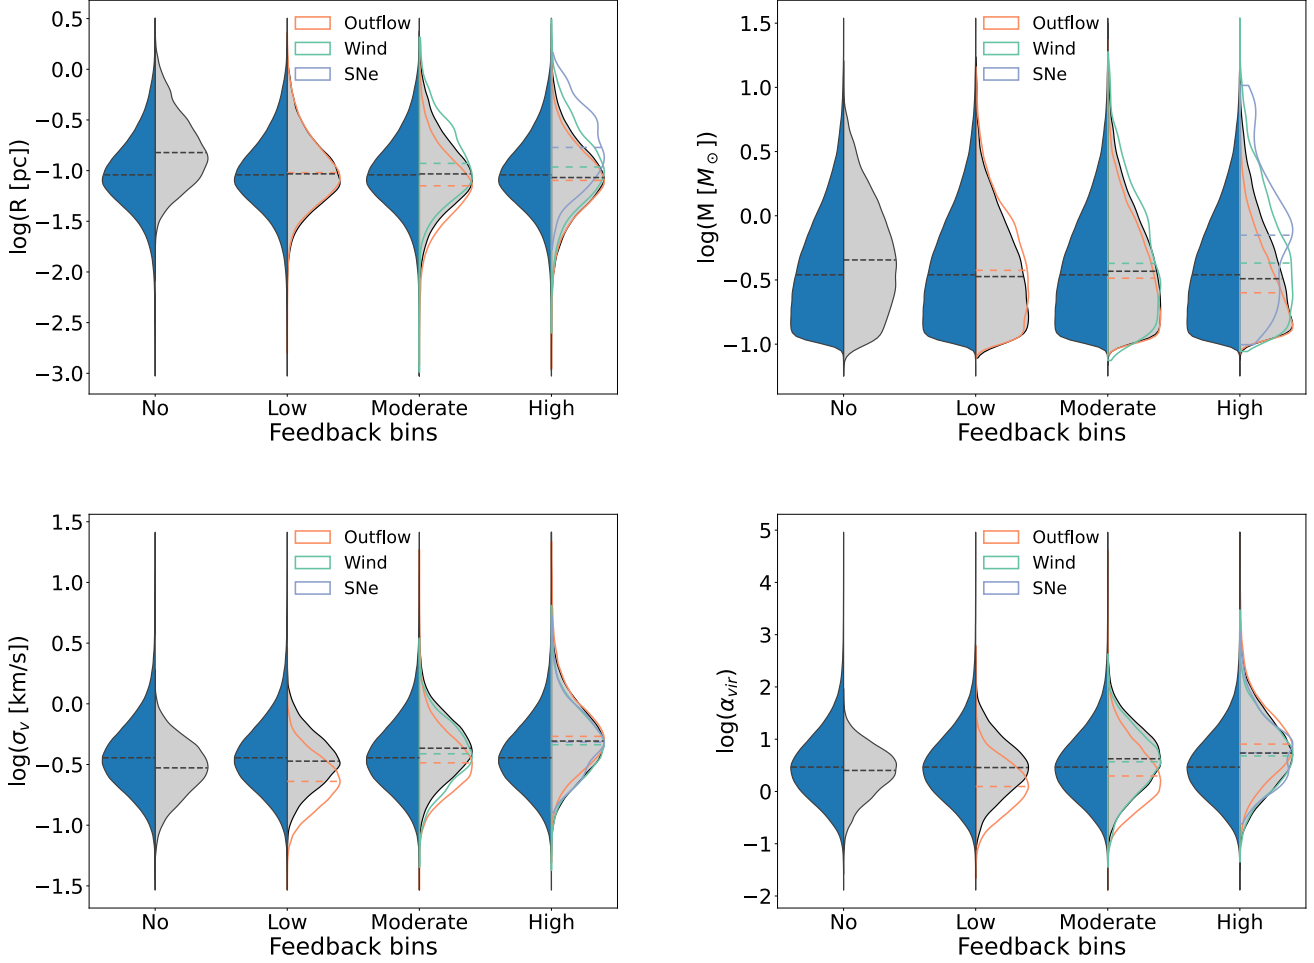 0.5
0.0
−0.5
−1.0
−1.5
−2.0
−2.5
−3.0
log(R [pc])
Outflow
Wind
SNe
No Low Moderate High
Feedback bins
1.5
1.0
0.5
0.0
−0.5
−1.0
log(M [M⊙])
Outflow
Wind
SNe
No Low Moderate High
Feedback bins
1.5
1.0
0.5
0.0
−0.5
−1.0
−1.5
log(σv [km/s])
Outflow
Wind
SNe
No Low Moderate High
Feedback bins
5
4
3
2
1
0
−1
−2
log(αvir)
Outflow
Wind
SNe
No Low Moderate High
Feedback bins